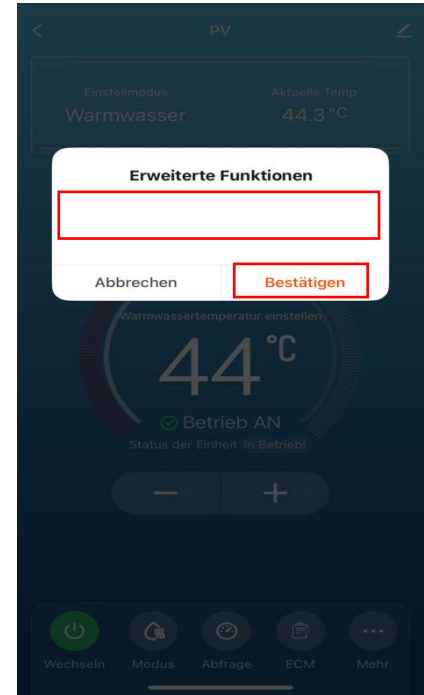 PV
Einstellmodus Aktuelle Temp
Warmwasser 44.3°C
Erweiterte Funktionen
Abbrechen Bestätigen
Warmwassertemperatur einstellen
44°C
Betrieb AN
Status der Einheit In Betrieb!
− +
Wechseln Modus Abfrage ECM Mehr